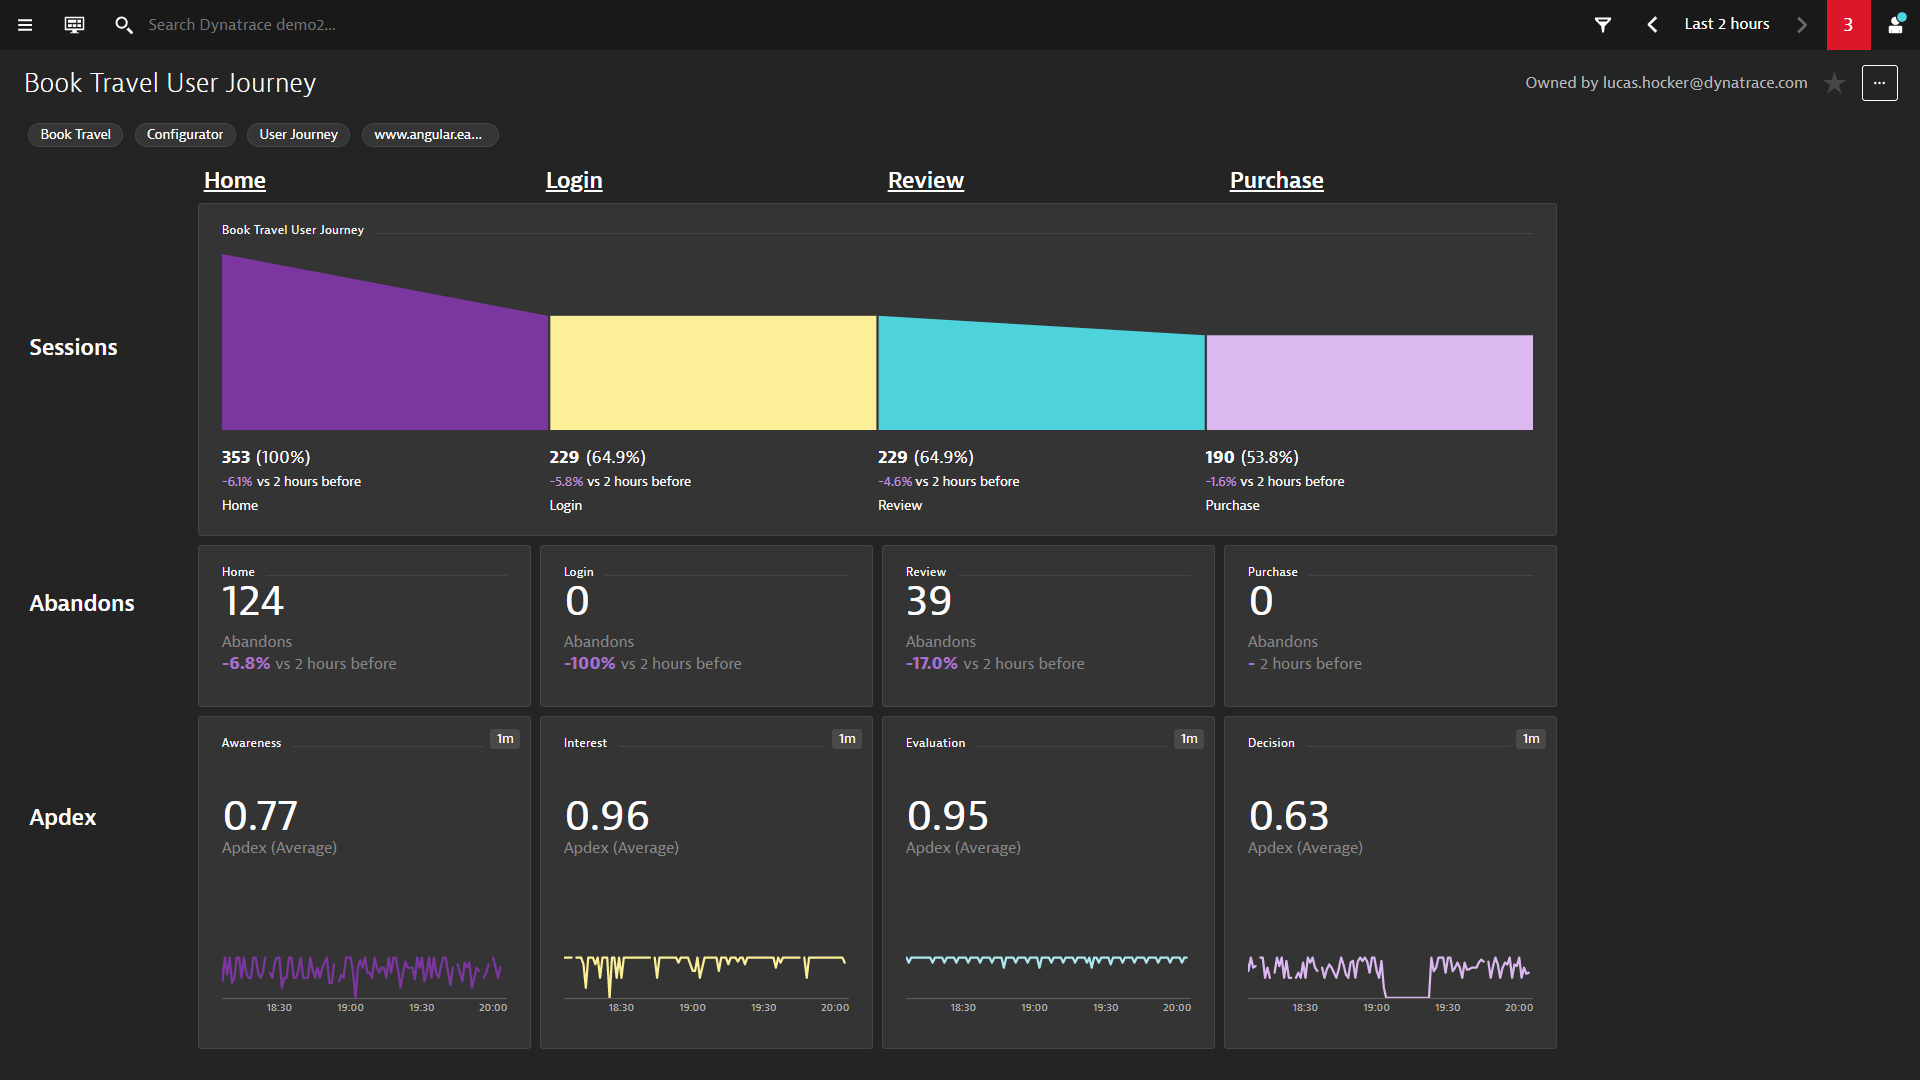 Search Dynatrace demo2...
Last 2 hours
3
Book Travel User Journey
Owned by lucas.hocker@dynatrace.com
...
Book Travel
Configurator
User Journey
www.angular.ea...
Home
Login
Review
Purchase
Sessions
Book Travel User Journey
353 (100%)
-6.1% vs 2 hours before
Home
229 (64.9%)
-5.8% vs 2 hours before
Login
229 (64.9%)
-4.6% vs 2 hours before
Review
190 (53.8%)
-1.6% vs 2 hours before
Purchase
Abandons
Home
124
Abandons
-6.8% vs 2 hours before
Login
0
Abandons
-100% vs 2 hours before
Review
39
Abandons
-17.0% vs 2 hours before
Purchase
0
Abandons
- 2 hours before
Apdex
Awareness
1m
0.77
Apdex (Average)
18:30 19:00 19:30 20:00
Interest
1m
0.96
Apdex (Average)
18:30 19:00 19:30 20:00
Evaluation
1m
0.95
Apdex (Average)
18:30 19:00 19:30 20:00
Decision
1m
0.63
Apdex (Average)
18:30 19:00 19:30 20:00